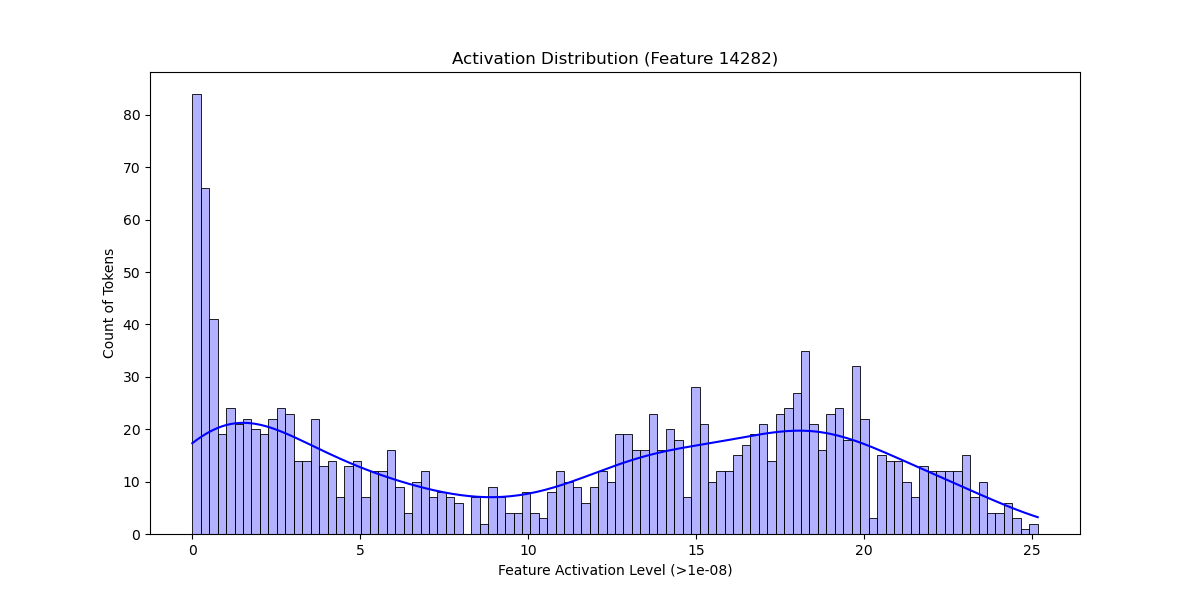 Activation Distribution (Feature 14282)
Count of Tokens
80
70
60
50
40
30
20
10
0
0 5 10 15 20 25
Feature Activation Level (>1e-08)